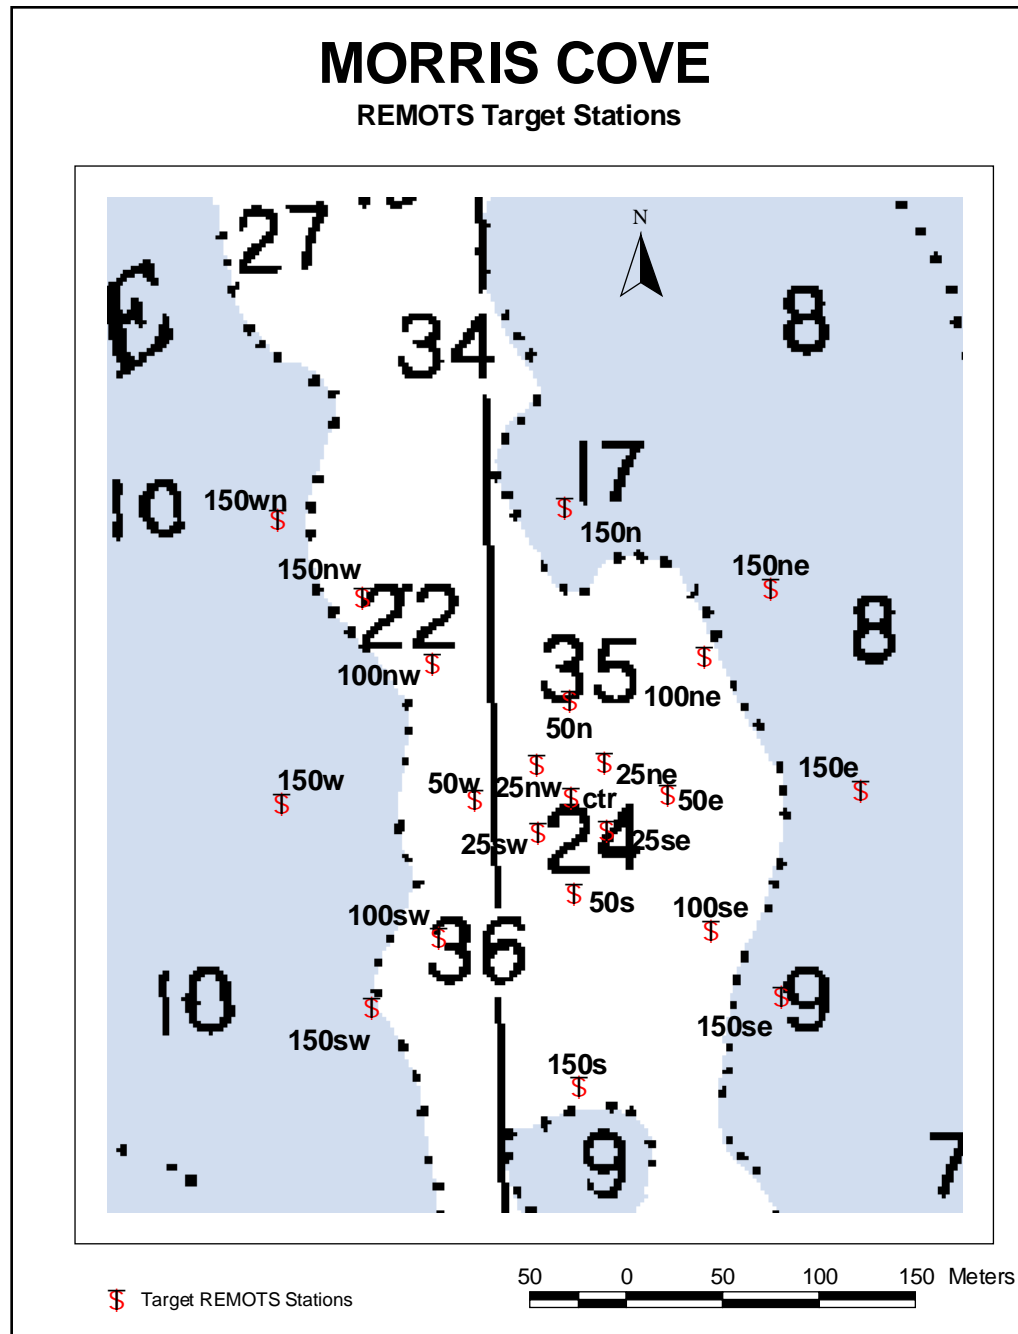 MORRIS COVE
REMOTS Target Stations
27
N
34
8
17
10
150wn
150n
150nw
150ne
22
8
35
100nw
100ne
50n
150w
50w
25nw
25ne
ctr
50e
150e
24
25sw
25se
50s
100sw
100se
36
10
9
150sw
150se
150s
9
7
50 0 50 100 150 Meters
Target REMOTS Stations